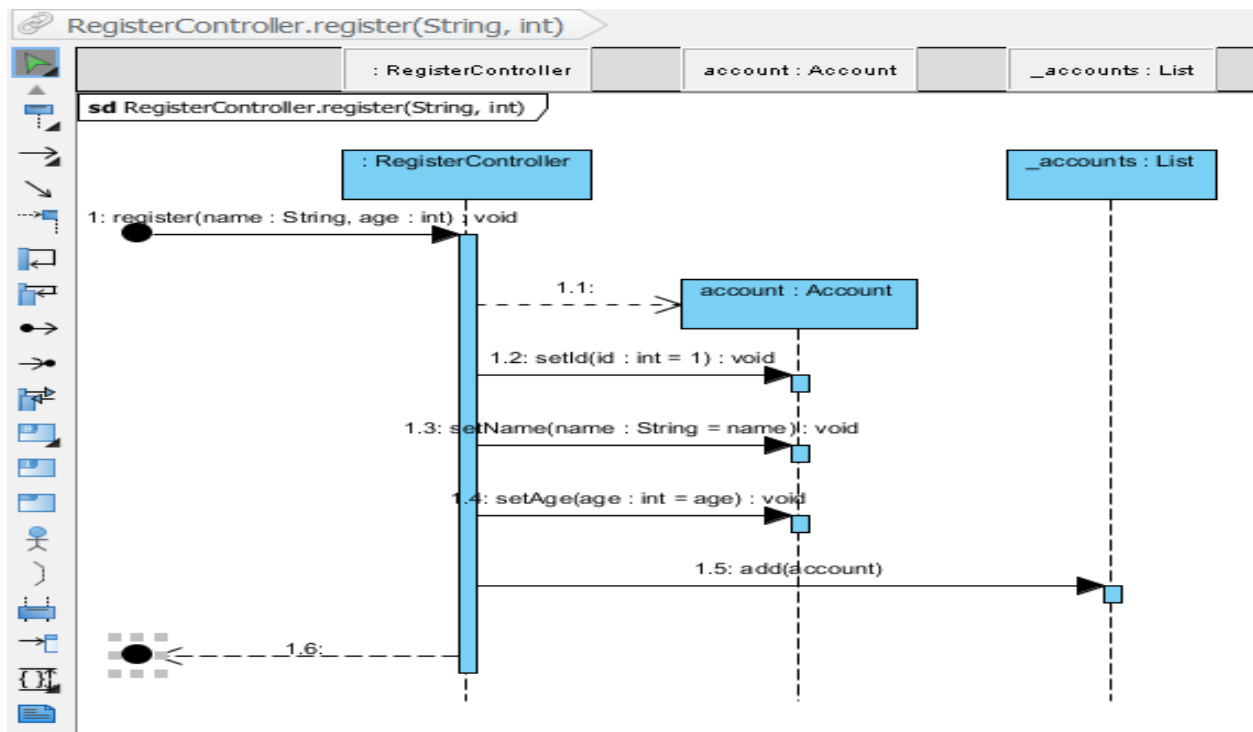 RegisterController.register(String, int)
: RegisterController
account : Account
_accounts : List
sd RegisterController.register(String, int)
: RegisterController
_accounts : List
1: register(name : String, age : int) : void
1.1:
account : Account
1.2: setId(id : int = 1) : void
1.3: setName(name : String = name) : void
1.4: setAge(age : int = age) : void
1.5: add(account)
1.6: